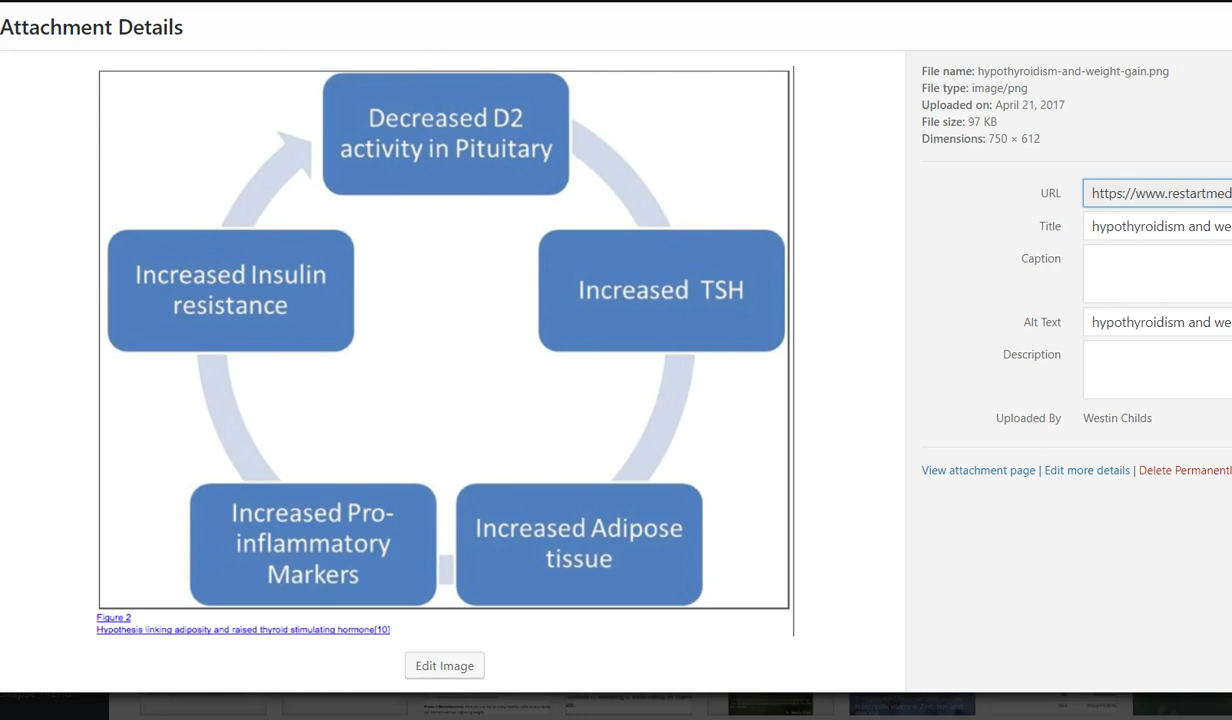 Attachment Details
Decreased D2
activity in Pituitary
Increased Insulin
resistance
Increased TSH
Increased Pro-
inflammatory
Markers
Increased Adipose
tissue
Figure 2
Hypothesis linking adiposity and raised thyroid stimulating hormone[10]
Edit Image
File name: hypothyroidism-and-weight-gain.png
File type: image/png
Uploaded on: April 21, 2017
File size: 97 KB
Dimensions: 750 × 612
URL https://www.restartmed
Title hypothyroidism and we
Caption
Alt Text hypothyroidism and we
Description
Uploaded By Westin Childs
View attachment page | Edit more details | Delete Permanentl